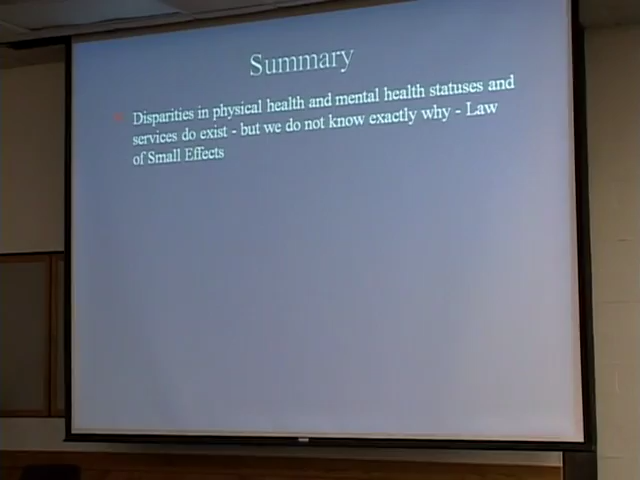 Summary
Disparities in physical health and mental health statuses and
services do exist - but we do not know exactly why - Law
of Small Effects